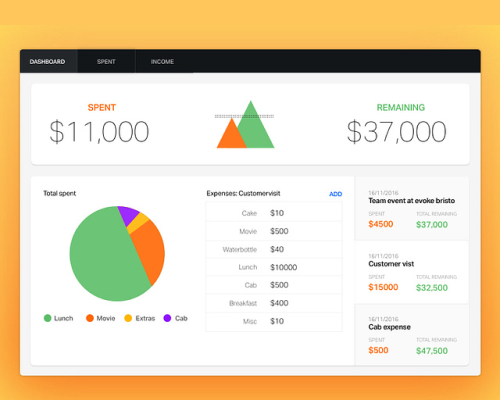 DASHBOARD SPENT INCOME
SPENT
$11,000
REMAINING
$37,000
Total spent
Lunch Movie Extras Cab
Expenses: Customervisit ADD
Cake $10
Movie $500
Waterbottle $40
Lunch $10000
Cab $500
Breakfast $400
Misc $10
16/11/2016
Team event at evoke bristo
SPENT TOTAL REMAINING
$4500 $37,000
16/11/2016
Customer vist
SPENT TOTAL REMAINING
$15000 $32,500
16/11/2016
Cab expense
SPENT TOTAL REMAINING
$500 $47,500